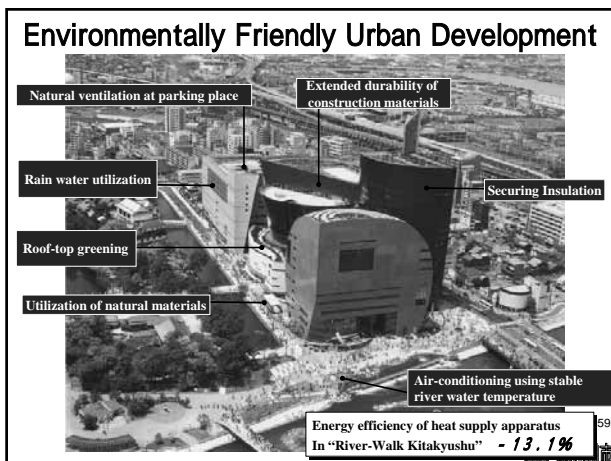 Environmentally Friendly Urban Development
Natural ventilation at parking place
Extended durability of
construction materials
Rain water utilization
Securing Insulation
Roof-top greening
Utilization of natural materials
Air-conditioning using stable
river water temperature
Energy efficiency of heat supply apparatus
In “River-Walk Kitakyushu” -13.1%
59